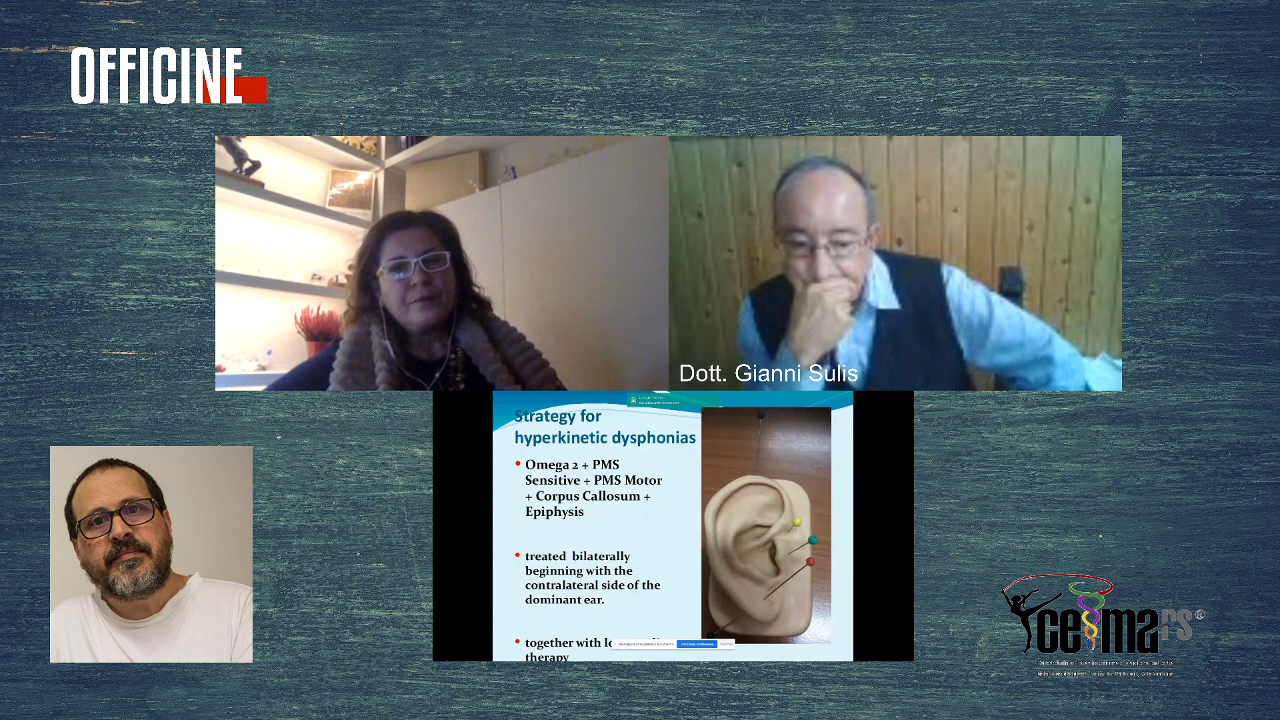 OFFICINE
Dott. Gianni Sulis
Strategy for
hyperkinetic dysphonias
Omega 2 + PMS
Sensitive + PMS Motor
+ Corpus Callosum +
Epiphysis
treated bilaterally
beginning with the
contralateral side of the
dominant ear.
together with
therapy
cemars®